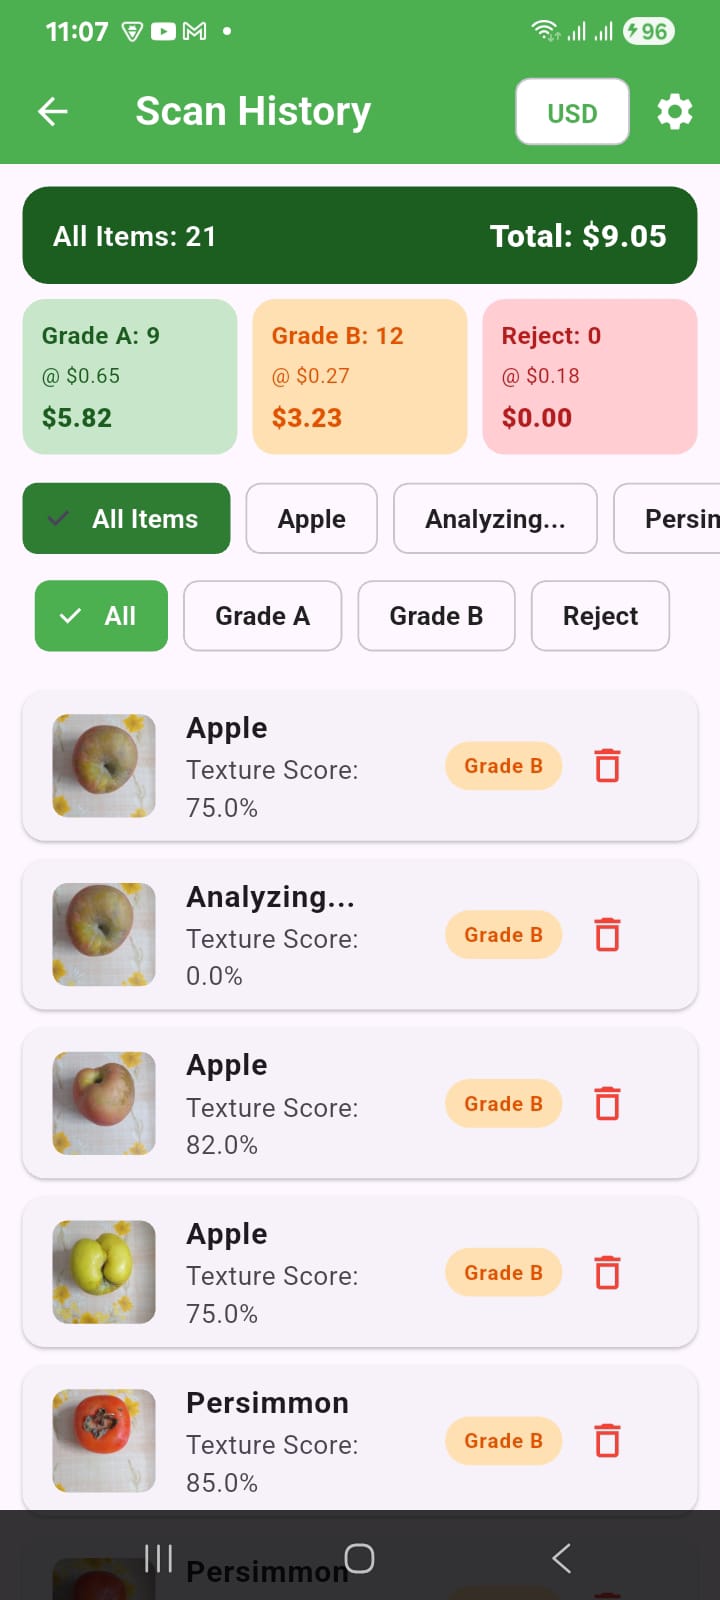 11:07
96
Scan History
USD
All Items: 21
Total: $9.05
Grade A: 9
@ $0.65
$5.82
Grade B: 12
@ $0.27
$3.23
Reject: 0
@ $0.18
$0.00
All Items
Apple
Analyzing...
Persin
All
Grade A
Grade B
Reject
Apple
Texture Score:
75.0%
Grade B
Analyzing...
Texture Score:
0.0%
Grade B
Apple
Texture Score:
82.0%
Grade B
Apple
Texture Score:
75.0%
Grade B
Persimmon
Texture Score:
85.0%
Grade B
Persimmon